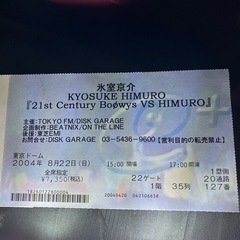 氷室京介
KYOSUKE HIMURO
『21st Century Boøwys VS HIMURO』
主催:TOKYO FM/DISK GARAGE
企画制作:BEATNIX/ON THE LINE
後援:東芝EMI
お問合せ:DISK GARAGE 03-5436-9600 [営利目的の転売禁止]
東京ドーム
2004年 8月22日(日) 15:00 開場 17:00 開演
全席指定
¥7,350(税込)
22ゲート 1塁側
1階 35列 20通路
127番